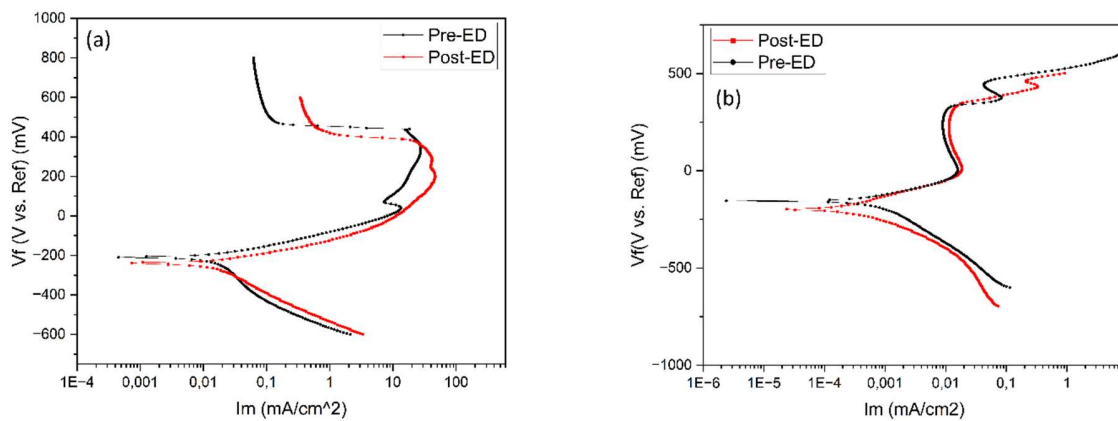 (a)
Pre-ED
Post-ED
1000
800
600
400
200
0
−200
−400
−600
Vf (V vs. Ref) (mV)
1E−4
0,001
0,01
0,1
1
10
100
Im (mA/cm^2)
(b)
Post-ED
Pre-ED
500
0
−500
−1000
Vf(V vs. Ref) (mV)
1E−6
1E−5
1E−4
0,001
0,01
0,1
1
Im (mA/cm2)